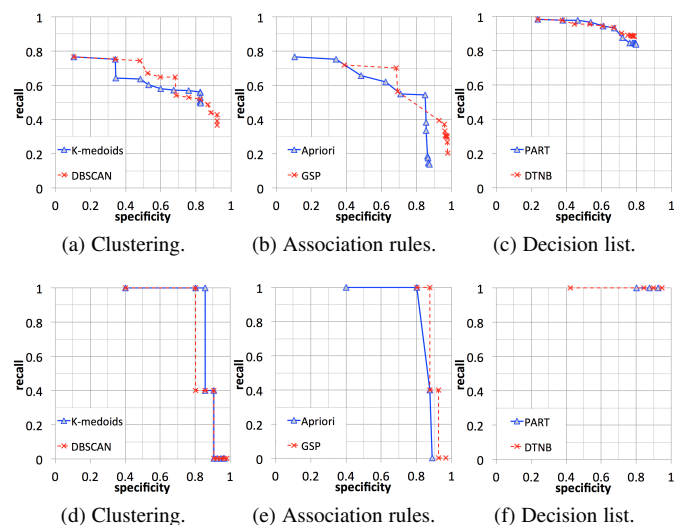 1
0.8
0.6
0.4
0.2
0
recall
K-medoids
DBSCAN
0 0.2 0.4 0.6 0.8 1
specificity
(a) Clustering.
1
0.8
0.6
0.4
0.2
0
recall
Apriori
GSP
0 0.2 0.4 0.6 0.8 1
specificity
(b) Association rules.
1
0.8
0.6
0.4
0.2
0
recall
PART
DTNB
0 0.2 0.4 0.6 0.8 1
specificity
(c) Decision list.
1
0.8
0.6
0.4
0.2
0
recall
K-medoids
DBSCAN
0 0.2 0.4 0.6 0.8 1
specificity
(d) Clustering.
1
0.8
0.6
0.4
0.2
0
recall
Apriori
GSP
0 0.2 0.4 0.6 0.8 1
specificity
(e) Association rules.
1
0.8
0.6
0.4
0.2
0
recall
PART
DTNB
0 0.2 0.4 0.6 0.8 1
specificity
(f) Decision list.